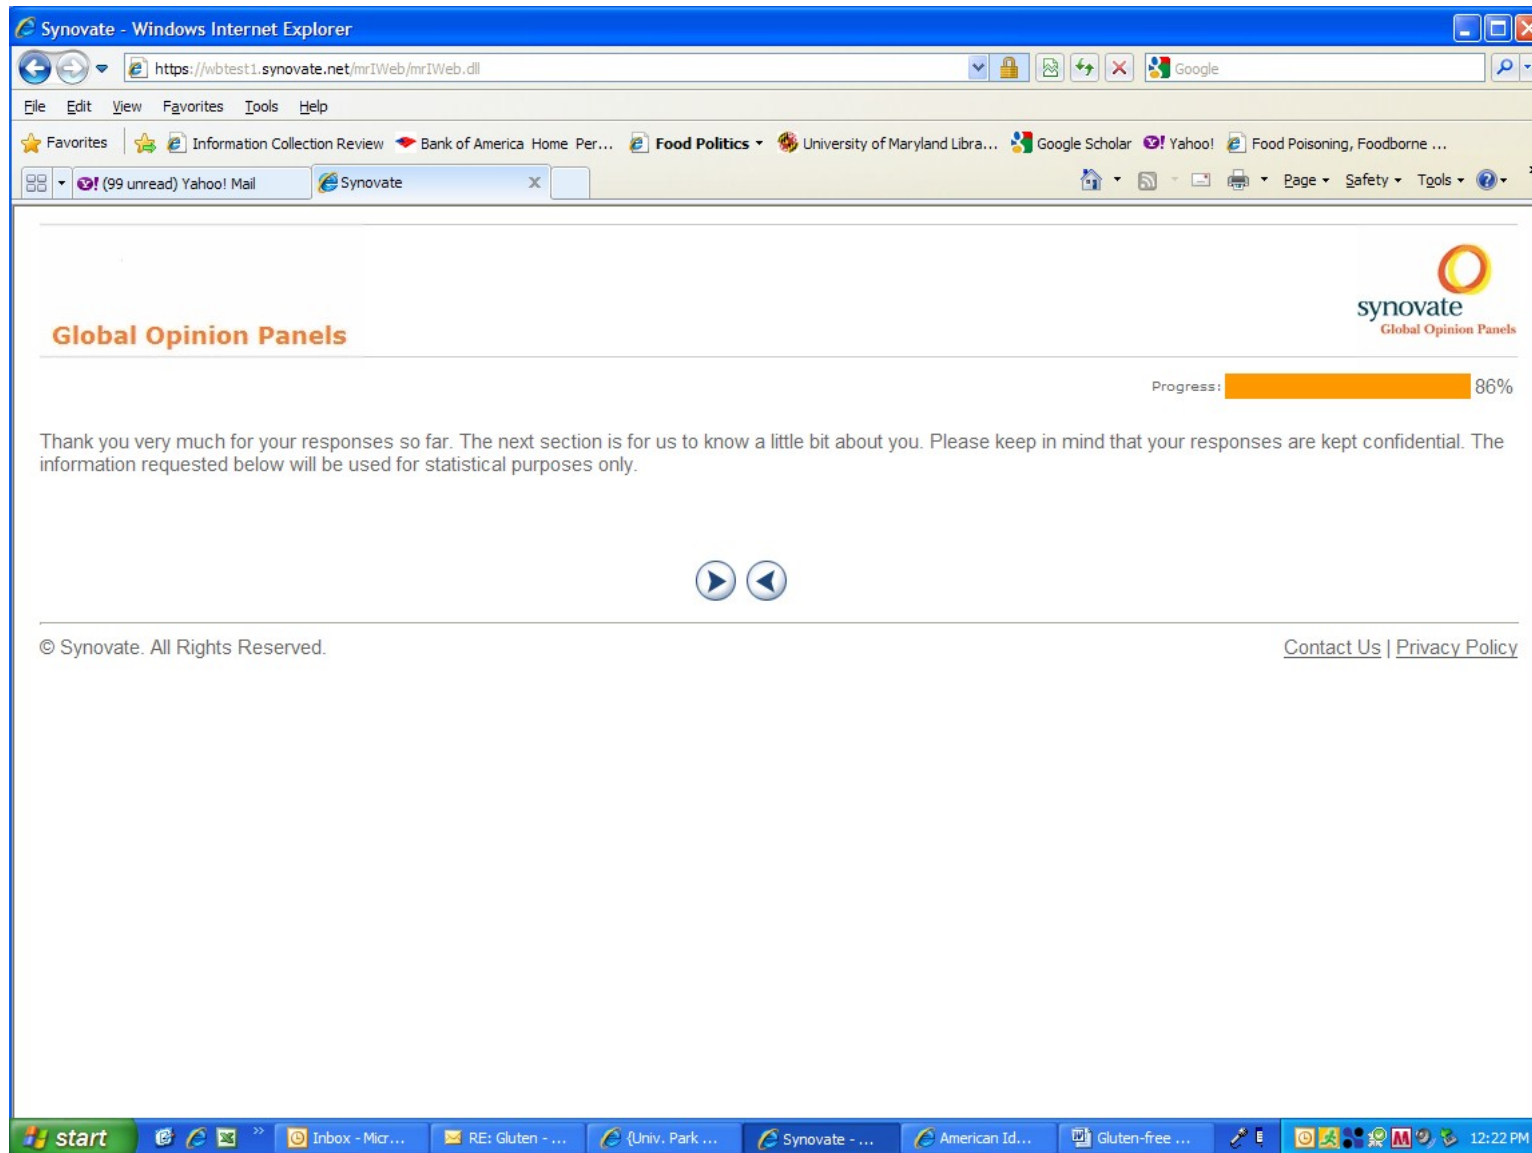 Synovate - Windows Internet Explorer
https://wbtest1.synovate.net/mrIWeb/mrIWeb.dll
Google
File Edit View Favorites Tools Help
Favorites Information Collection Review Bank of America Home Per... Food Politics University of Maryland Libra... Google Scholar Yahoo! Food Poisoning, Foodborne ...
(99 unread) Yahoo! Mail Synovate X Page Safety Tools
synovate
Global Opinion Panels
Global Opinion Panels
Progress: 86%
Thank you very much for your responses so far. The next section is for us to know a little bit about you. Please keep in mind that your responses are kept confidential. The
information requested below will be used for statistical purposes only.
© Synovate. All Rights Reserved. Contact Us | Privacy Policy
start Inbox - Micr... RE: Gluten - ... {Univ. Park ... Synovate - ... American Id... Gluten-free ... 12:22 PM